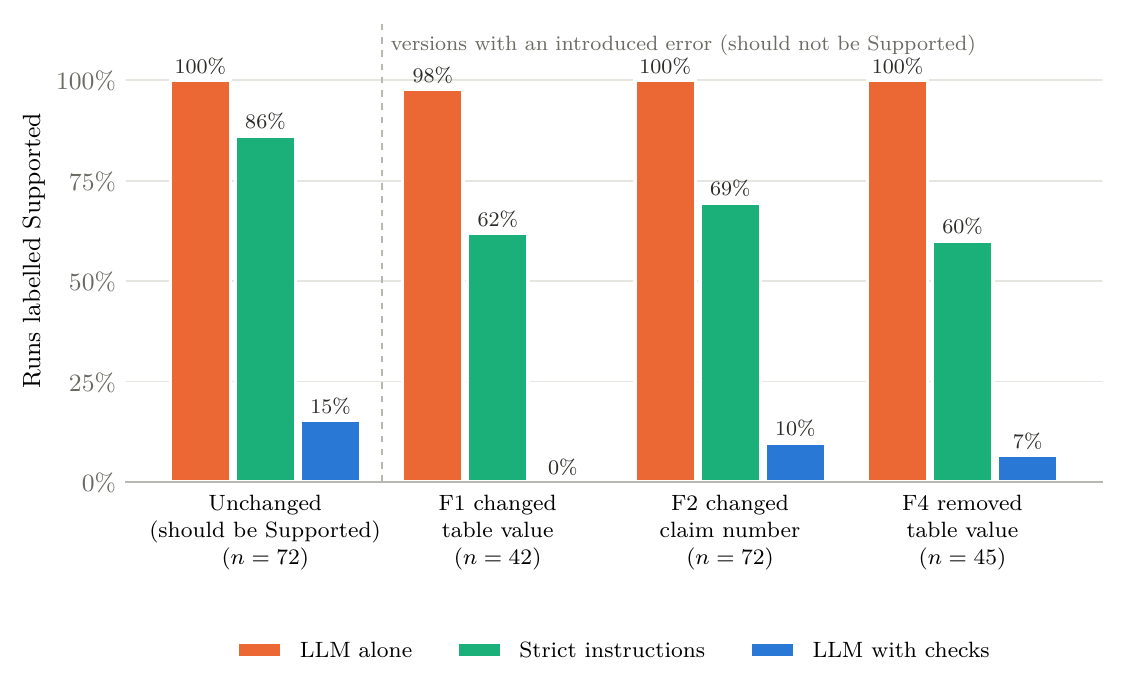 versions with an introduced error (should not be Supported)
Runs labelled Supported
100%
75%
50%
25%
0%
100%
86%
15%
98%
62%
0%
100%
69%
10%
100%
60%
7%
Unchanged
(should be Supported)
(n = 72)
F1 changed
table value
(n = 42)
F2 changed
claim number
(n = 72)
F4 removed
table value
(n = 45)
LLM alone
Strict instructions
LLM with checks